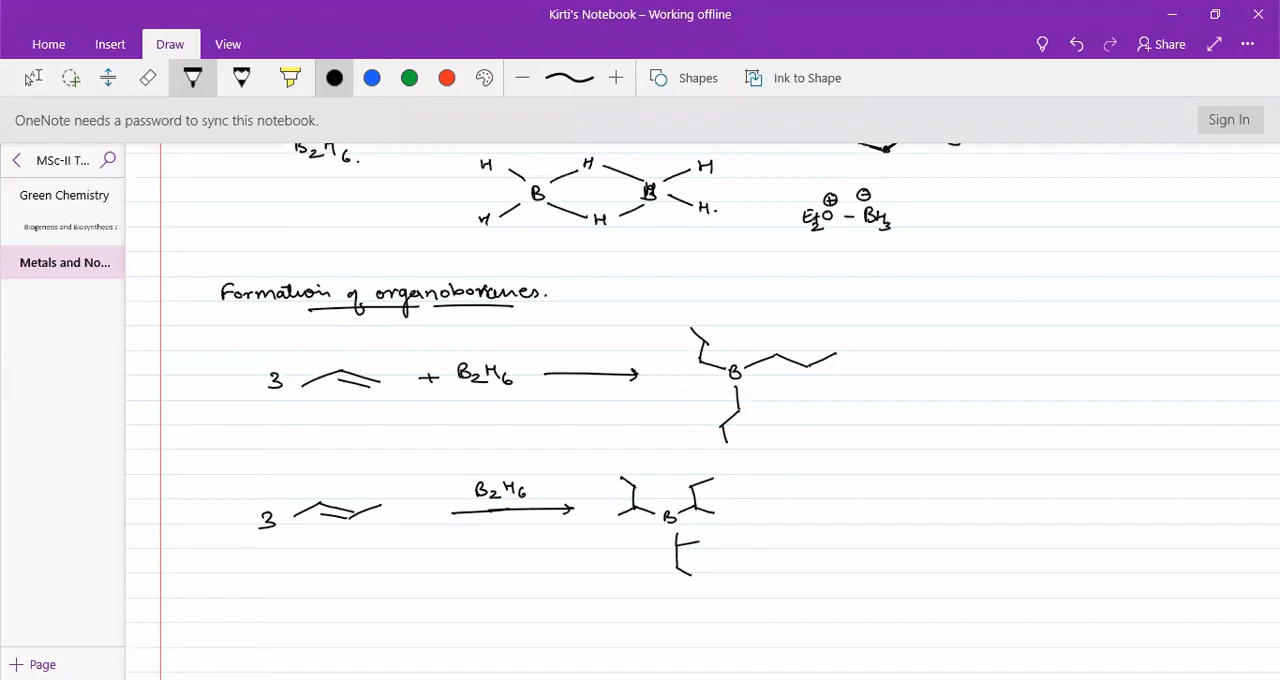 Kirti's Notebook – Working offline
Home Insert Draw View Share
Shapes Ink to Shape
OneNote needs a password to sync this notebook. Sign In
MSc-II T...
Green Chemistry
Biogenesis and Biosynthesis
Metals and No...
Page
B₂H₆.
H H H
B B
H H H.
Et₂O⊕ – BH₃⊖
Formation of organoboranes.
3 + B₂H₆ → B
3 B₂H₆ → B